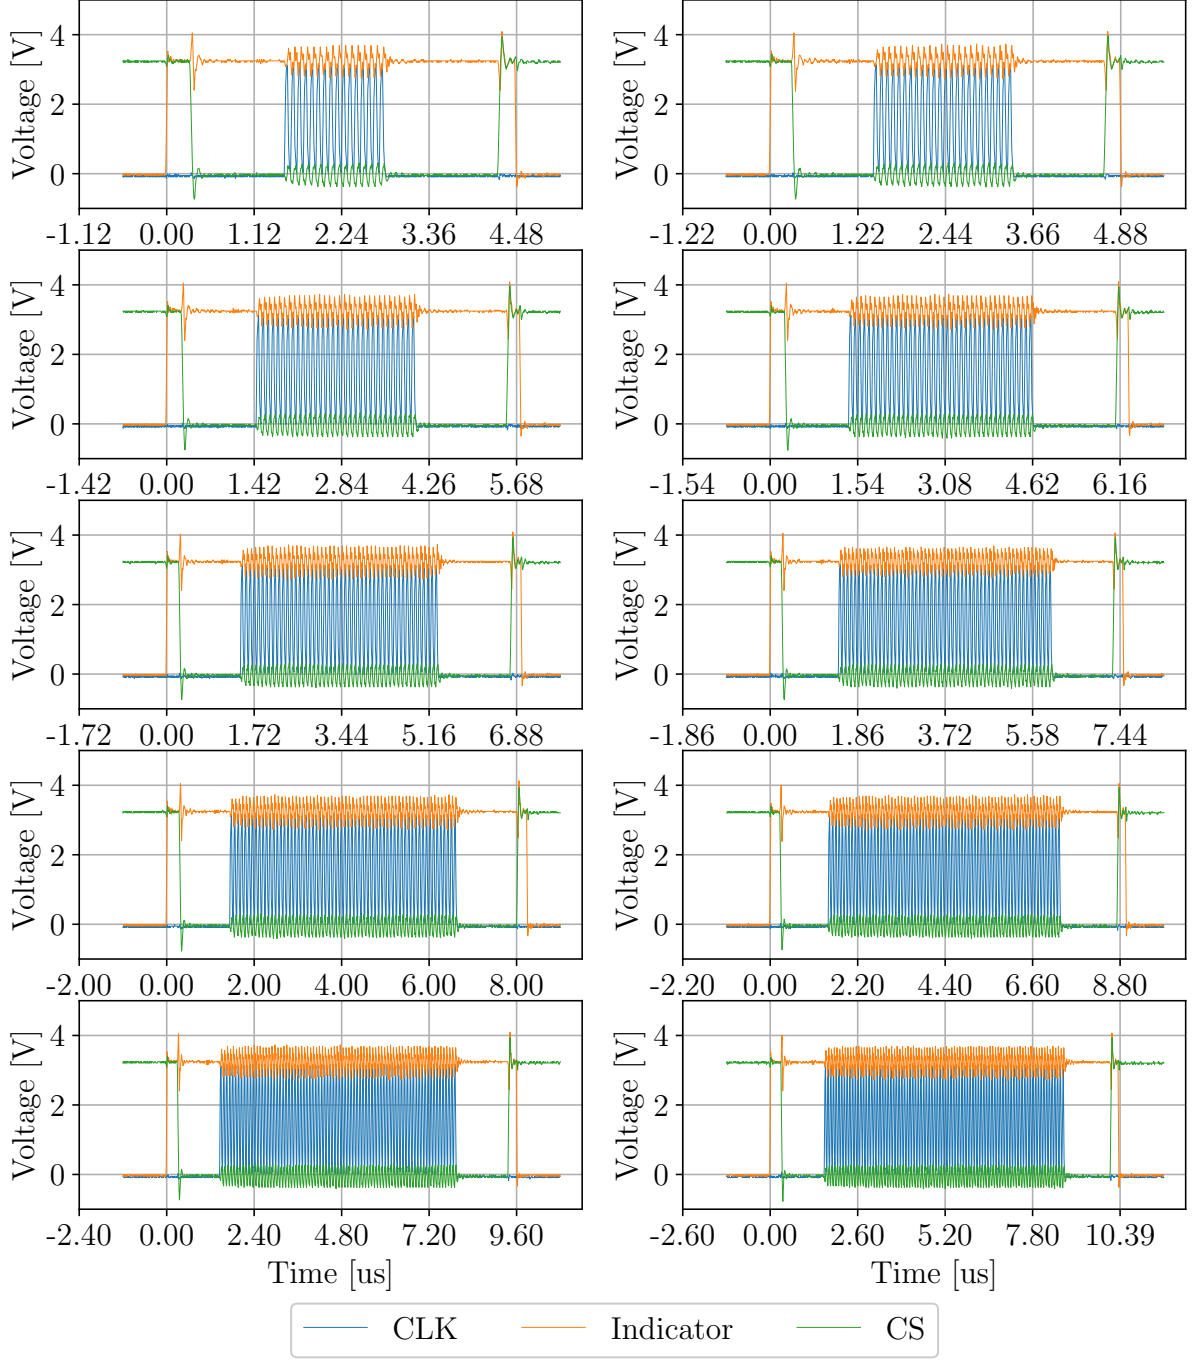 Voltage [V]
4
2
0
-1.12 0.00 1.12 2.24 3.36 4.48
Voltage [V]
4
2
0
-1.22 0.00 1.22 2.44 3.66 4.88
Voltage [V]
4
2
0
-1.42 0.00 1.42 2.84 4.26 5.68
Voltage [V]
4
2
0
-1.54 0.00 1.54 3.08 4.62 6.16
Voltage [V]
4
2
0
-1.72 0.00 1.72 3.44 5.16 6.88
Voltage [V]
4
2
0
-1.86 0.00 1.86 3.72 5.58 7.44
Voltage [V]
4
2
0
-2.00 0.00 2.00 4.00 6.00 8.00
Voltage [V]
4
2
0
-2.20 0.00 2.20 4.40 6.60 8.80
Voltage [V]
4
2
0
-2.40 0.00 2.40 4.80 7.20 9.60
Time [us]
Voltage [V]
4
2
0
-2.60 0.00 2.60 5.20 7.80 10.39
Time [us]
CLK Indicator CS